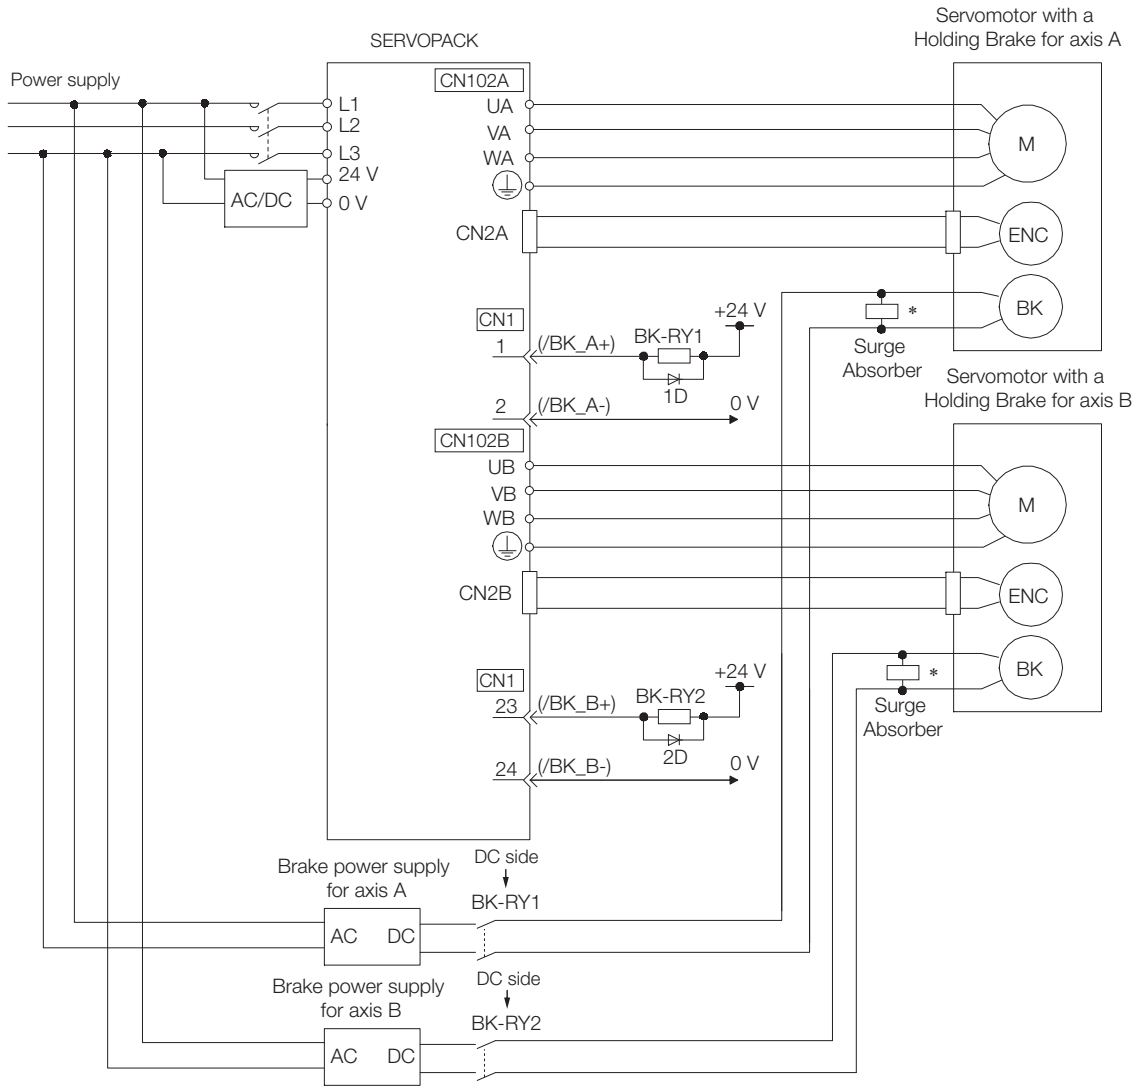 Servomotor with a
Holding Brake for axis A
SERVOPACK
Power supply
CN102A
L1
UA
L2
VA
M
L3
WA
24 V
AC/DC
0 V
CN2A
ENC
BK
+24 V
CN1
BK-RY1
*
1
(/BK_A+)
Surge
Absorber
1D
Servomotor with a
Holding Brake for axis B
2
(/BK_A-)
0 V
CN102B
UB
VB
M
WB
CN2B
ENC
BK
+24 V
CN1
BK-RY2
*
23
(/BK_B+)
Surge
Absorber
2D
24
(/BK_B-)
0 V
Brake power supply
for axis A
DC side
BK-RY1
AC DC
Brake power supply
for axis B
DC side
BK-RY2
AC DC